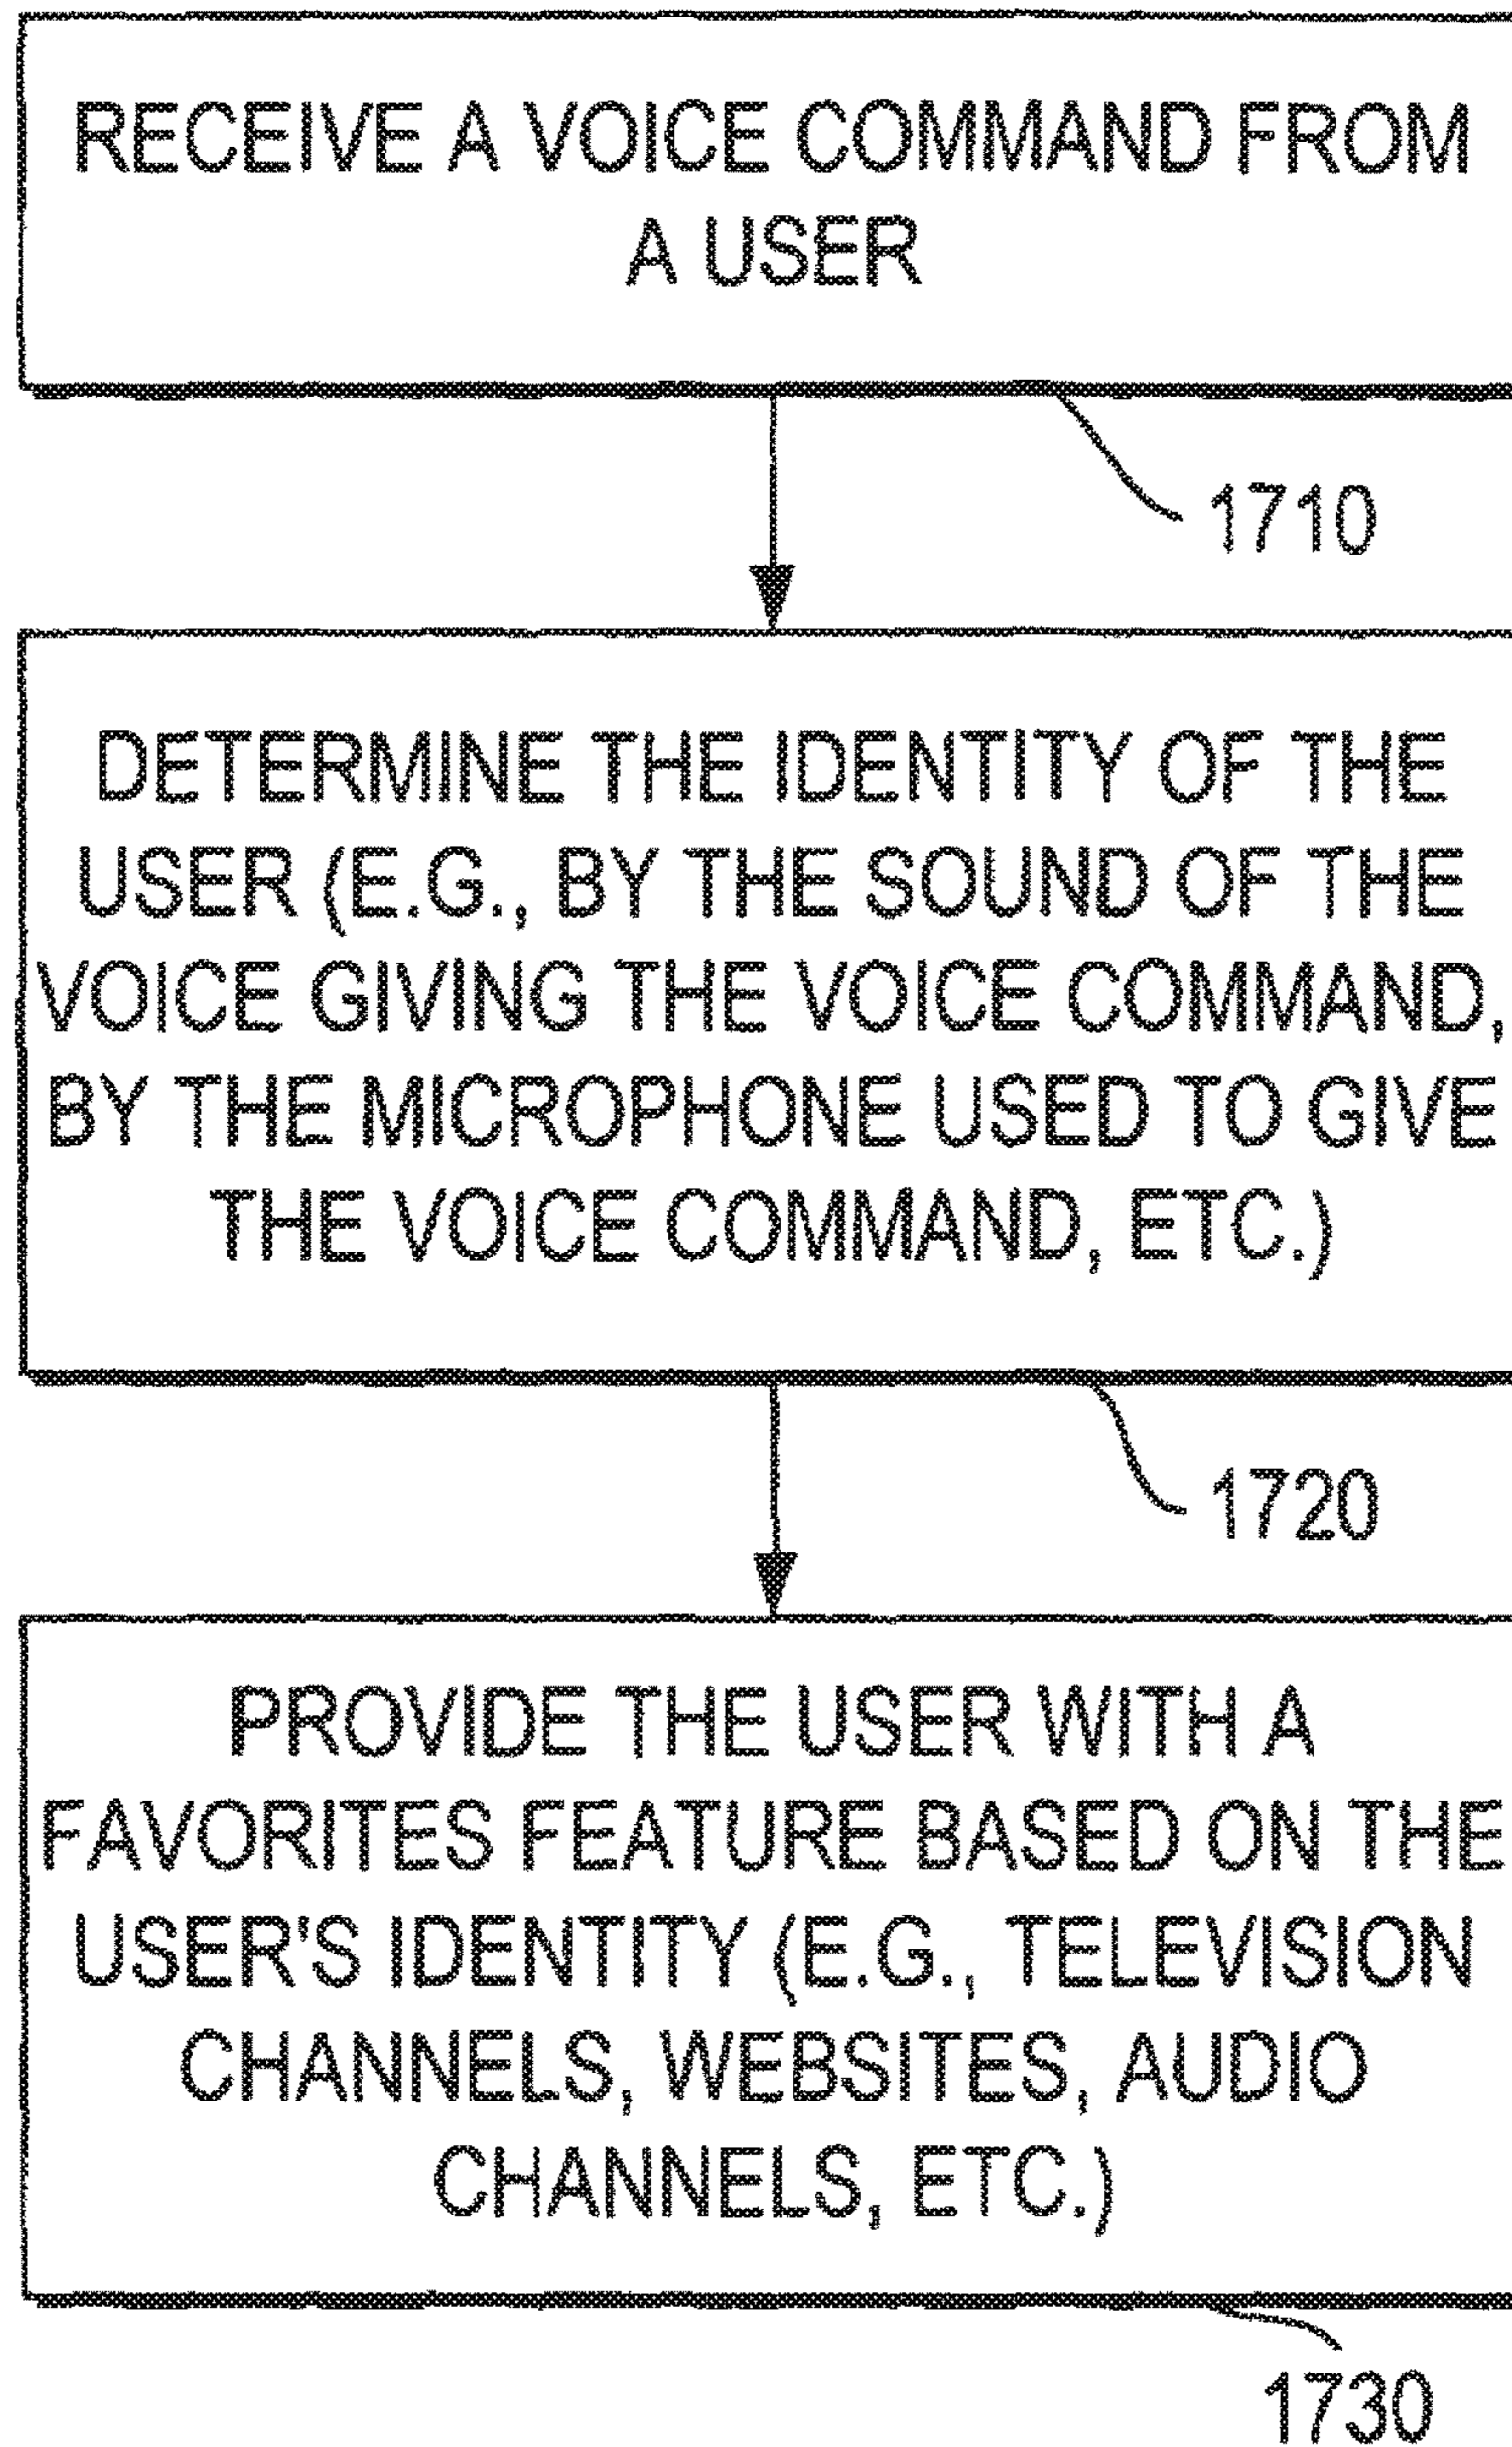 RECEIVE A VOICE COMMAND FROM
A USER
1710
DETERMINE THE IDENTITY OF THE
USER (E.G., BY THE SOUND OF THE
VOICE GIVING THE VOICE COMMAND,
BY THE MICROPHONE USED TO GIVE
THE VOICE COMMAND, ETC.)
1720
PROVIDE THE USER WITH A
FAVORITES FEATURE BASED ON THE
USER'S IDENTITY (E.G., TELEVISION
CHANNELS, WEBSITES, AUDIO
CHANNELS, ETC.)
1730